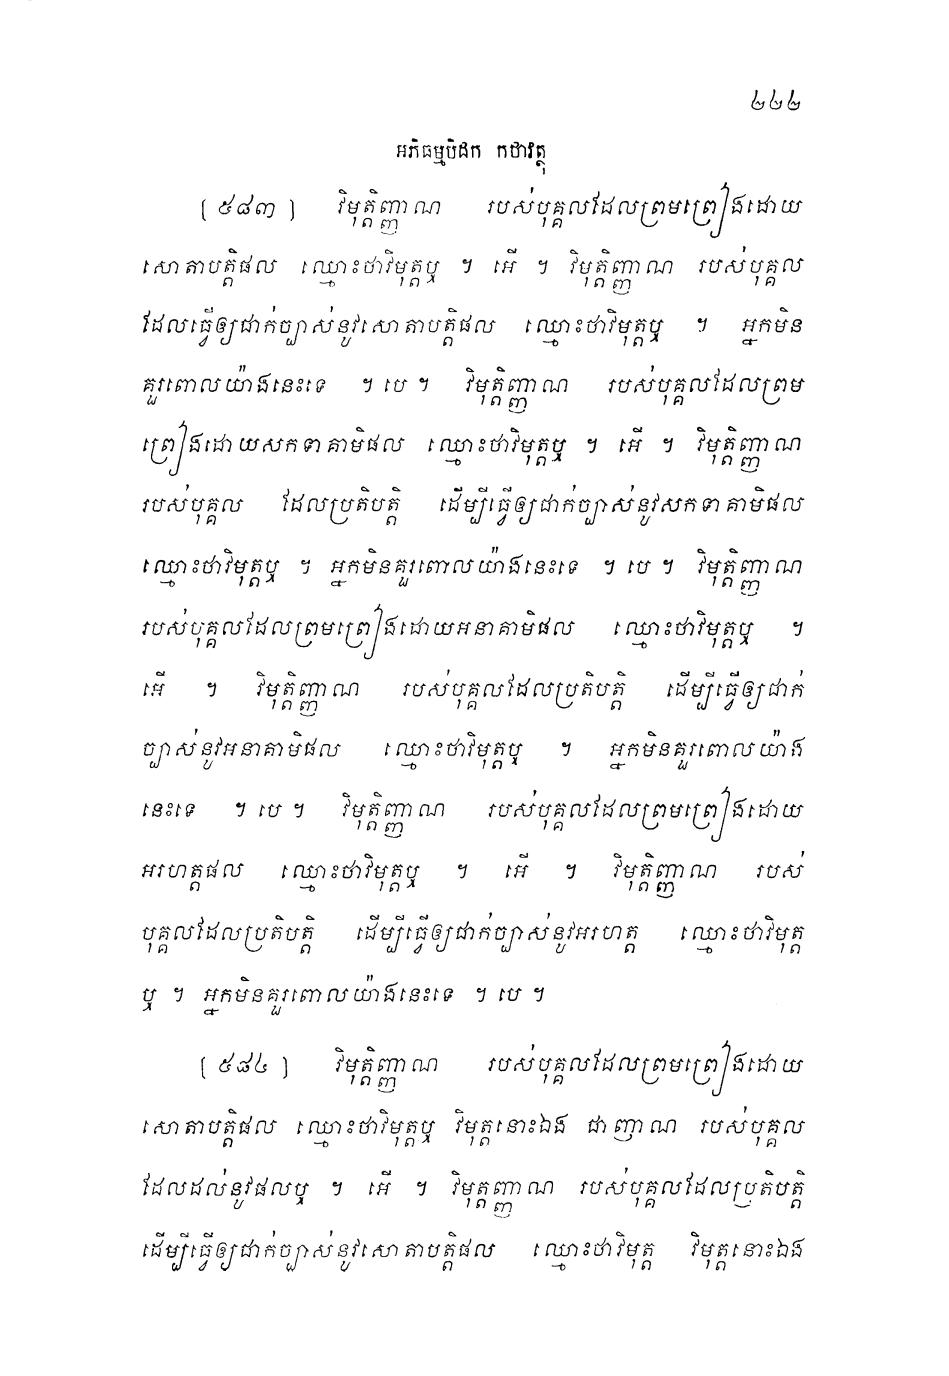 ២២២
អភិធម្មបិដក កថាវត្ថុ
[ ៥៨៣ ] វិមុត្តិញ្ញាណ របស់បុគ្គលដែលព្រមព្រៀងដោយ
សោតាបត្តិផល ឈ្មោះថាវិមុត្តឬ ។ អើ ។ វិមុត្តិញ្ញាណ របស់បុគ្គល
ដែលធ្វើឲ្យជាក់ច្បាស់នូវសោតាបត្តិផល ឈ្មោះថាវិមុត្តឬ ។ អ្នកមិន
គួរពោលយ៉ាងនេះទេ ។ បេ ។ វិមុត្តិញ្ញាណ របស់បុគ្គលដែលព្រម
ព្រៀងដោយសកទាគាមិផល ឈ្មោះថាវិមុត្តឬ ។ អើ ។ វិមុត្តិញ្ញាណ
របស់បុគ្គល ដែលប្រតិបត្តិ ដើម្បីធ្វើឲ្យជាក់ច្បាស់នូវសកទាគាមិផល
ឈ្មោះថាវិមុត្តឬ ។ អ្នកមិនគួរពោលយ៉ាងនេះទេ ។ បេ ។ វិមុត្តិញ្ញាណ
របស់បុគ្គលដែលព្រមព្រៀងដោយអនាគាមិផល ឈ្មោះថាវិមុត្តឬ ។
អើ ។ វិមុត្តិញ្ញាណ របស់បុគ្គលដែលប្រតិបត្តិ ដើម្បីធ្វើឲ្យជាក់
ច្បាស់នូវអនាគាមិផល ឈ្មោះថាវិមុត្តឬ ។ អ្នកមិនគួរពោលយ៉ាង
នេះទេ ។ បេ ។ វិមុត្តិញ្ញាណ របស់បុគ្គលដែលព្រមព្រៀងដោយ
អរហត្តផល ឈ្មោះថាវិមុត្តឬ ។ អើ ។ វិមុត្តិញ្ញាណ របស់
បុគ្គលដែលប្រតិបត្តិ ដើម្បីធ្វើឲ្យជាក់ច្បាស់នូវអរហត្ត ឈ្មោះថាវិមុត្ត
ឬ ។ អ្នកមិនគួរពោលយ៉ាងនេះទេ ។ បេ ។
[ ៥៨៤ ] វិមុត្តិញ្ញាណ របស់បុគ្គលដែលព្រមព្រៀងដោយ
សោតាបត្តិផល ឈ្មោះថាវិមុត្តឬ វិមុត្តនោះឯង ជាញាណ របស់បុគ្គល
ដែលដល់នូវផលឬ ។ អើ ។ វិមុត្តញ្ញាណ របស់បុគ្គលដែលប្រតិបត្តិ
ដើម្បីធ្វើឲ្យជាក់ច្បាស់នូវសោតាបត្តិផល ឈ្មោះថាវិមុត្ត វិមុត្តនោះឯង